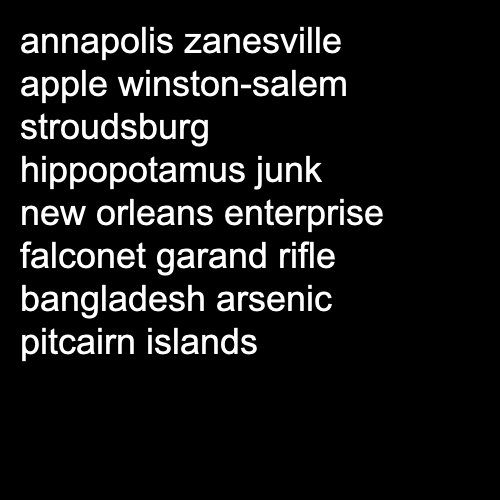 annapolis zanesville
apple winston-salem
stroudsburg
hippopotamus junk
new orleans enterprise
falconet garand rifle
bangladesh arsenic
pitcairn islands